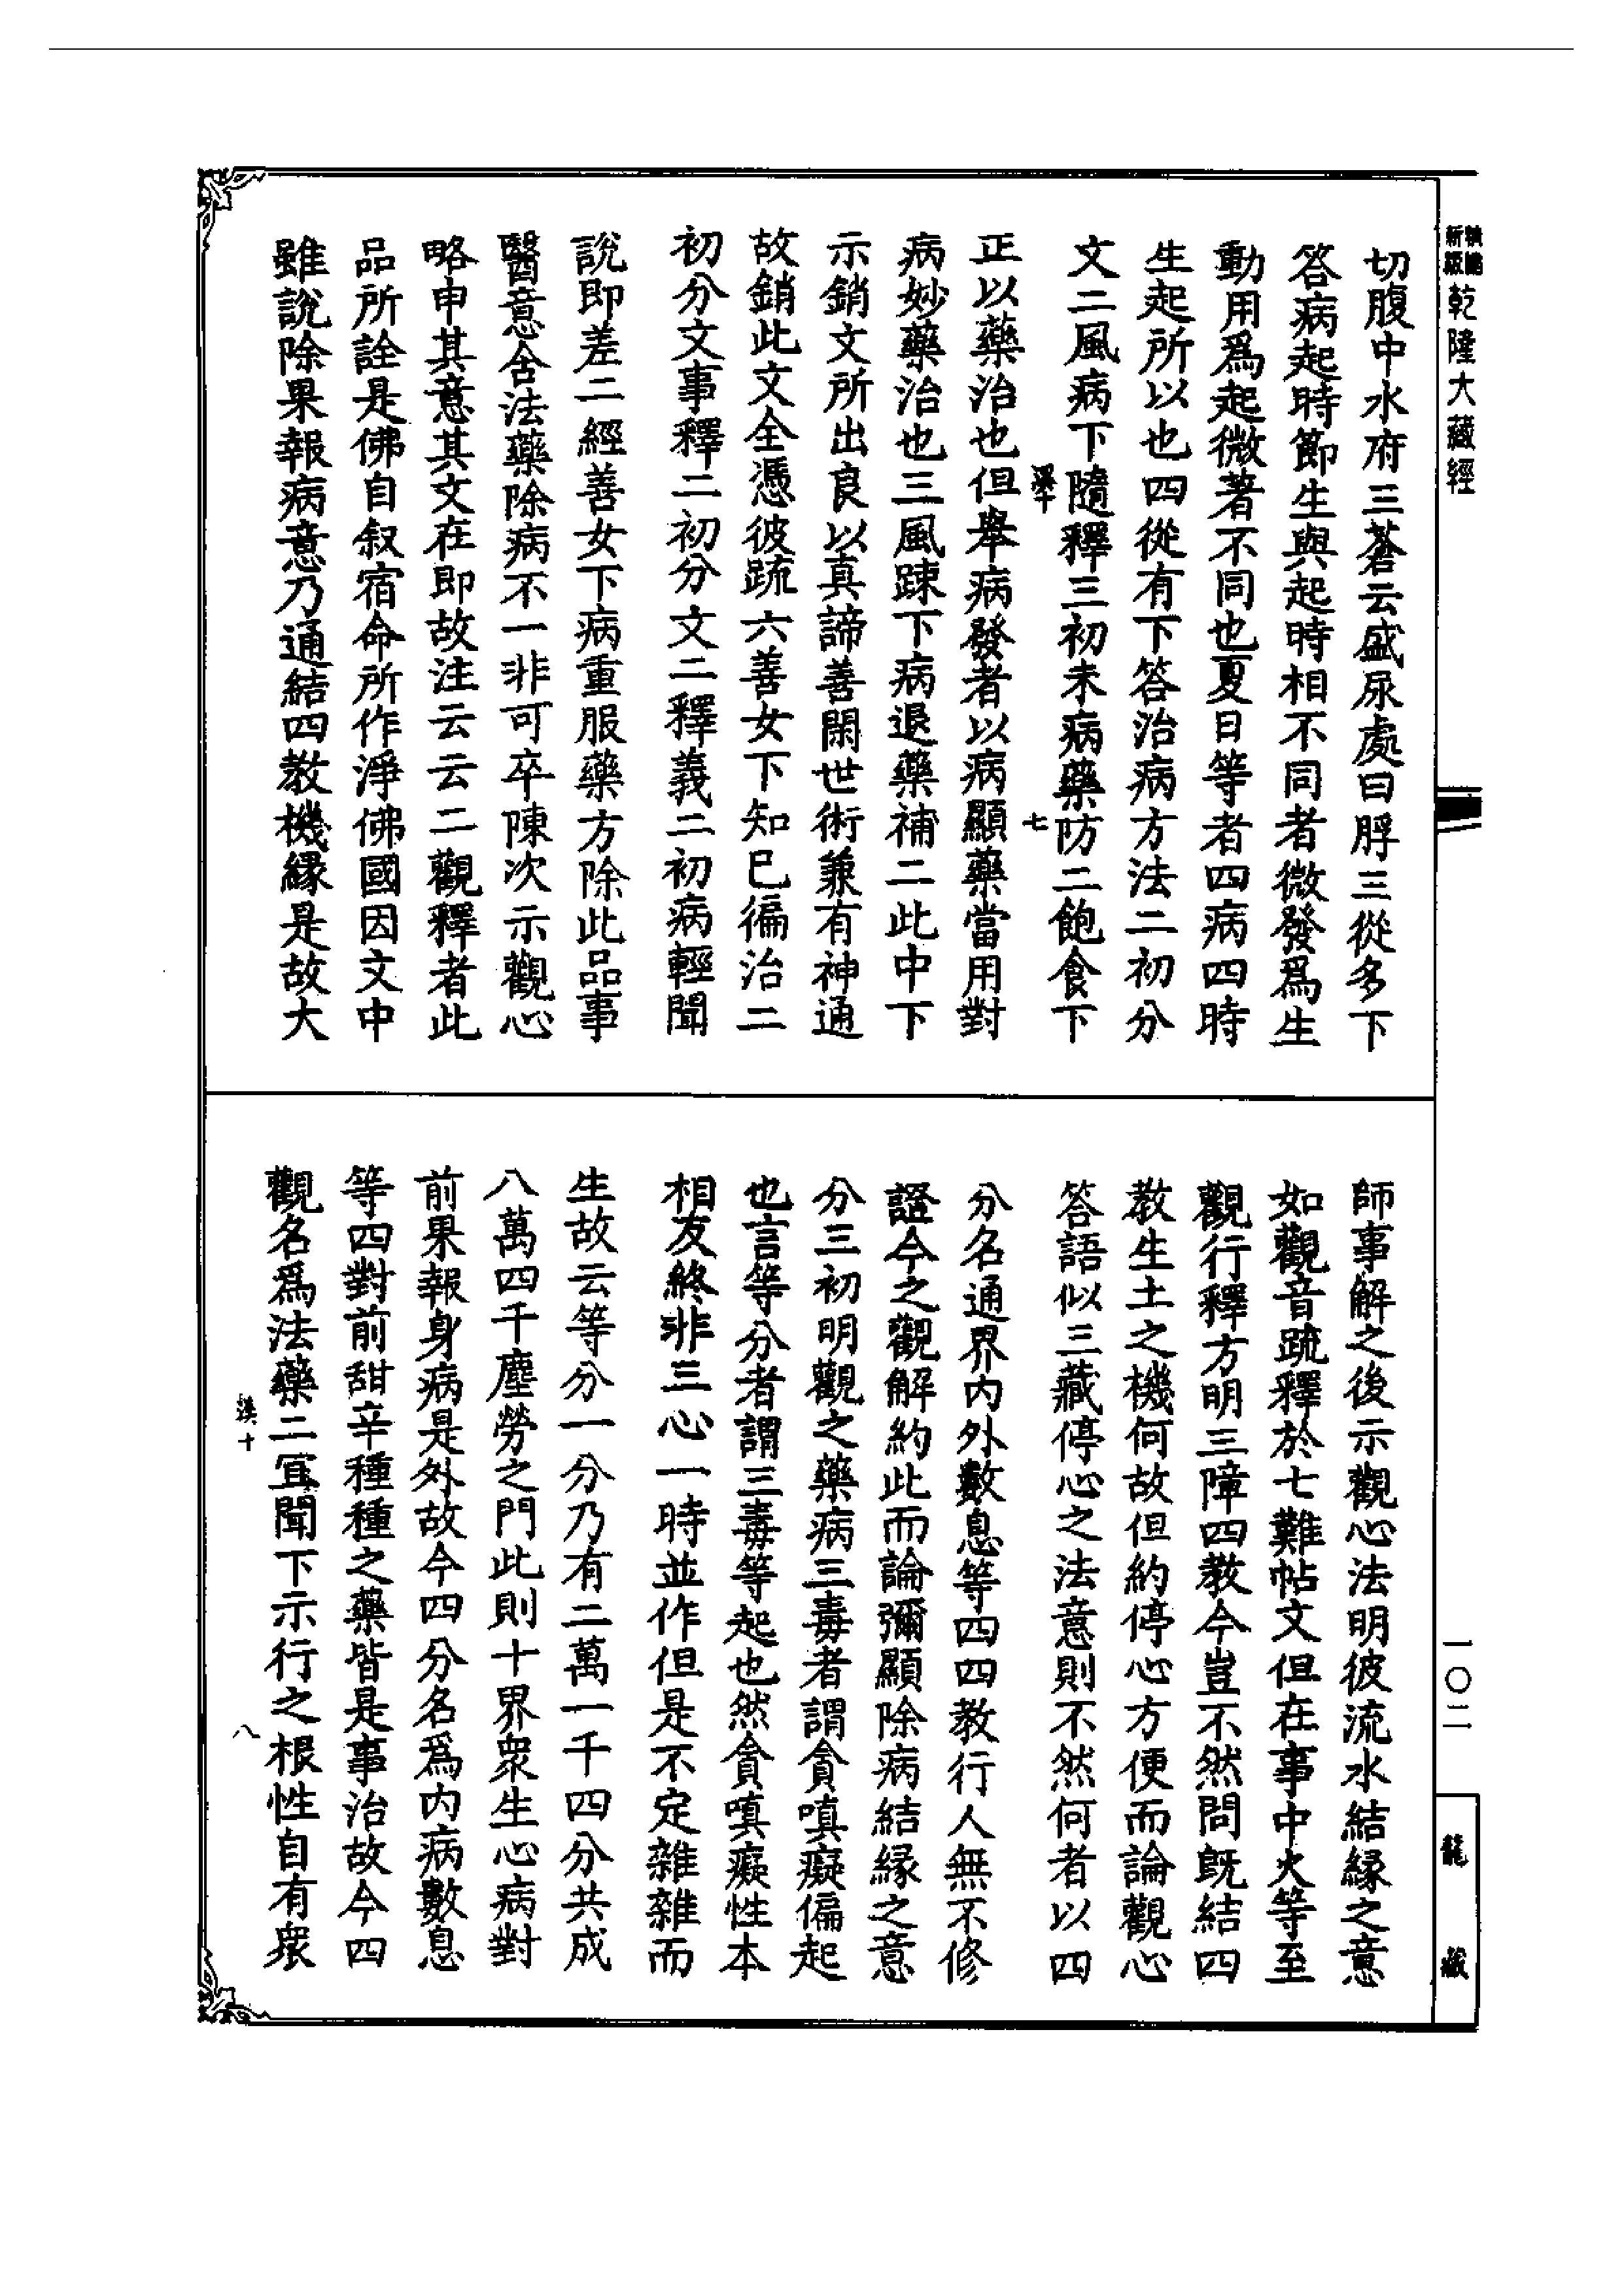 新版
乾隆大藏經
切腹中水府三蒼云盛尿處曰脬三從多下
答病起時節生與起時相不同者微發爲生
動用爲起微著不同也夏日等者四病四時
生起所以也四從有下答治病方法二初分
文二風病下隨釋三初未病藥防二飽食下
七
正以藥治也但舉病發者以病顯藥當用對
病妙藥治也三風踈下病退藥補二此中下
示銷文所出良以真諦善閑世術兼有神通
故銷此文全憑彼䟽六善女下知巳徧治二
初分文事釋二初分文二釋義二初病輕聞
說即差二經善女下病重服藥方除此品事
醫意含法藥除病不一非可卒陳次示觀心
略申其意其文在即故注云云二觀釋者此
品所詮是佛自叙宿命所作淨佛國因文中
雖說除果報病意乃通結四教機緣是故大
師事解之後示觀心法明彼流水結緣之意
如觀音䟽釋於七難帖文但在事中火等至
觀行釋方明三障四教今豈不然問旣結四
教生土之機何故但約停心方便而論觀心
答語似三藏停心之法意則不然何者以四
分名通界內外數息等四四教行人無不修
證今之觀解約此而論彌顯除病結緣之意
分三初明觀之藥病三毒者謂貪嗔癡偏起
也言等分者謂三毒等起也然貪嗔癡性本
相友終非三心一時並作但是不定雜雜而
生故云等分一分乃有二萬一千四分共成
八萬四千塵勞之門此則十界衆生心病對
前果報身病是外故今四分名爲內病數息
等四對前甜辛種種之藥皆是事治故今四
觀名爲法藥二宜聞下示行之根性自有衆
漢十
八
一〇二
龍藏